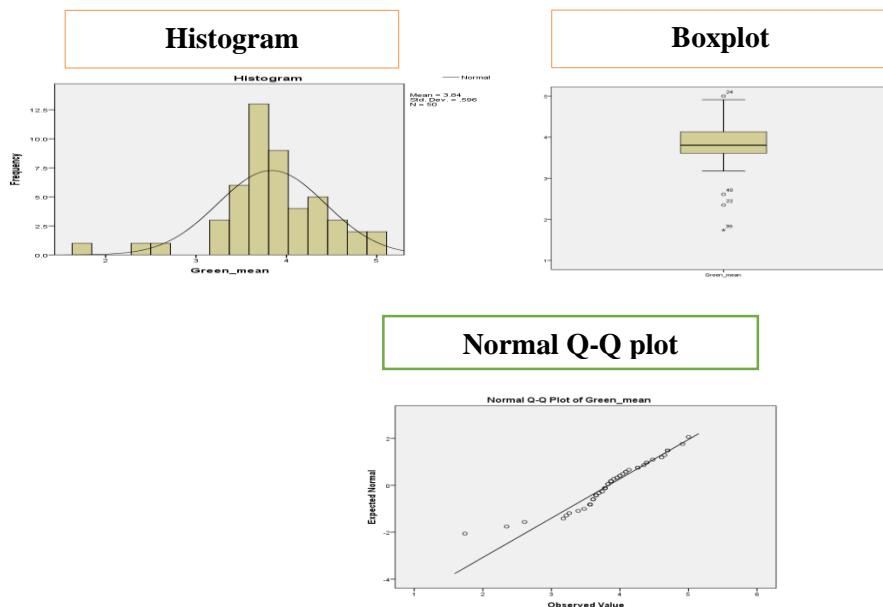 Histogram
Boxplot
Histogram
Normal
Mean = 3.84
Std. Dev. = .596
N = 50
12.5
10.0
7.5
5.0
2.5
0.0
Frequency
2
3
4
5
Green_mean
5
4
3
2
1
24
22
Green_mean
Normal Q-Q plot
Normal Q-Q Plot of Green_mean
Expected Normal
2
0
-2
-4
1
2
3
4
5
6
Observed Value